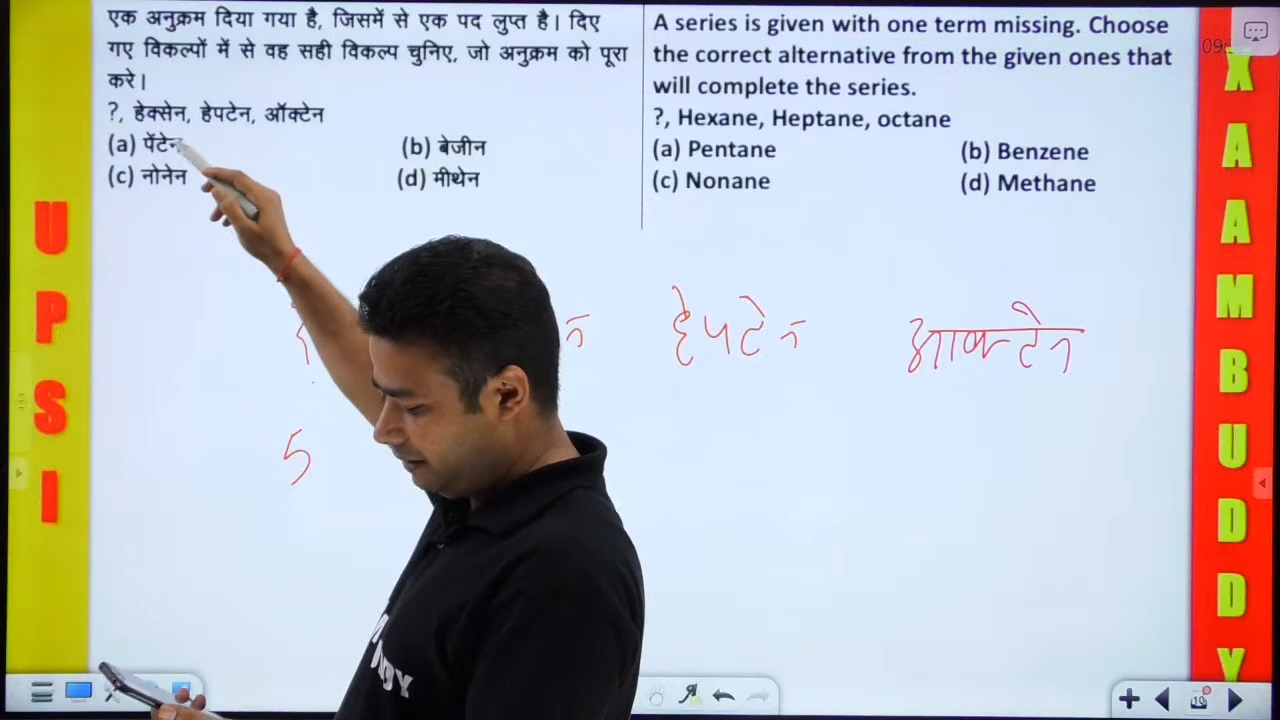 एक अनुक्रम दिया गया है, जिसमें से एक पद लुप्त है। दिए
गए विकल्पों में से वह सही विकल्प चुनिए, जो अनुक्रम को पूरा
करे।
?, हेक्सेन, हेपटेन, ऑक्टेन
(a) पेंटेन (b) बेजीन
(c) नोनेन (d) मीथेन
A series is given with one term missing. Choose
the correct alternative from the given ones that
will complete the series.
?, Hexane, Heptane, octane
(a) Pentane (b) Benzene
(c) Nonane (d) Methane
UPSI
XAAMBUDDY
09:
न हेपटेन आक्टेन
5
10